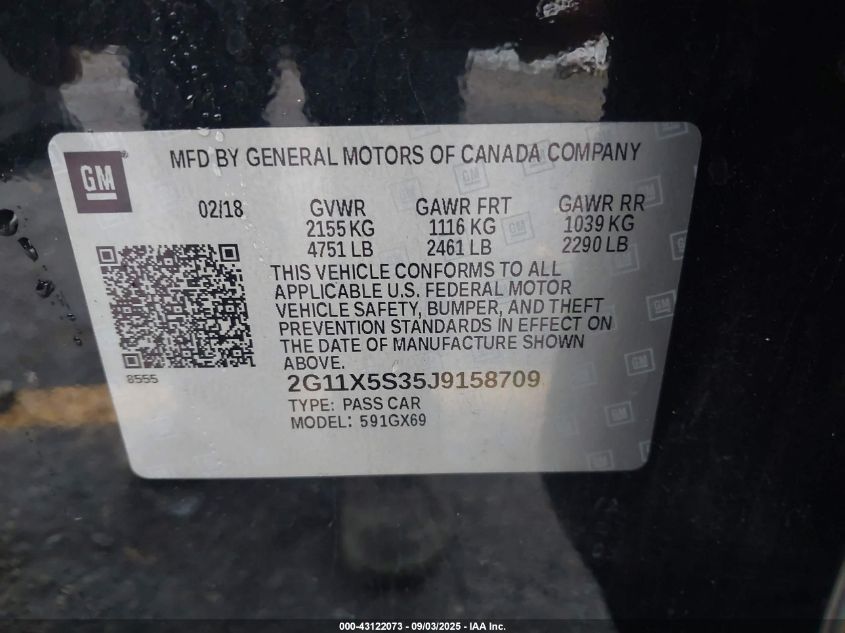 MFD BY GENERAL MOTORS OF CANADA COMPANY
GM
02/18
GVWR GAWR FRT GAWR RR
2155 KG 1116 KG 1039 KG
4751 LB 2461 LB 2290 LB
THIS VEHICLE CONFORMS TO ALL
APPLICABLE U.S. FEDERAL MOTOR
VEHICLE SAFETY, BUMPER, AND THEFT
PREVENTION STANDARDS IN EFFECT ON
THE DATE OF MANUFACTURE SHOWN
ABOVE.
8555
2G11X5S35J9158709
TYPE: PASS CAR
MODEL: 591GX69
000-43122073 - 09/03/2025 - IAA Inc.